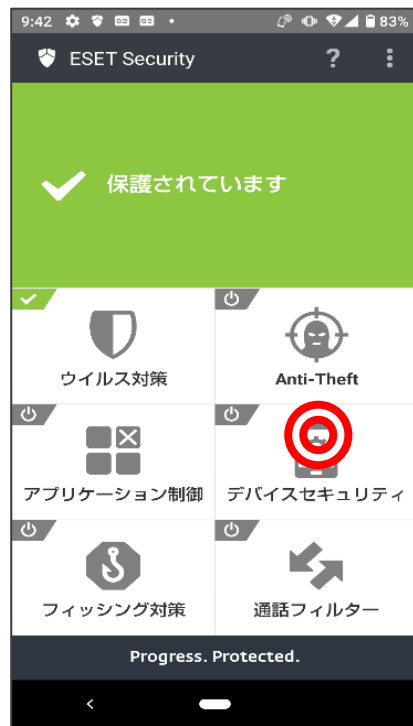 9:42 83%
ESET Security ?
保護されています
ウイルス対策 Anti-Theft
アプリケーション制御 デバイスセキュリティ
フィッシング対策 通話フィルター
Progress. Protected.